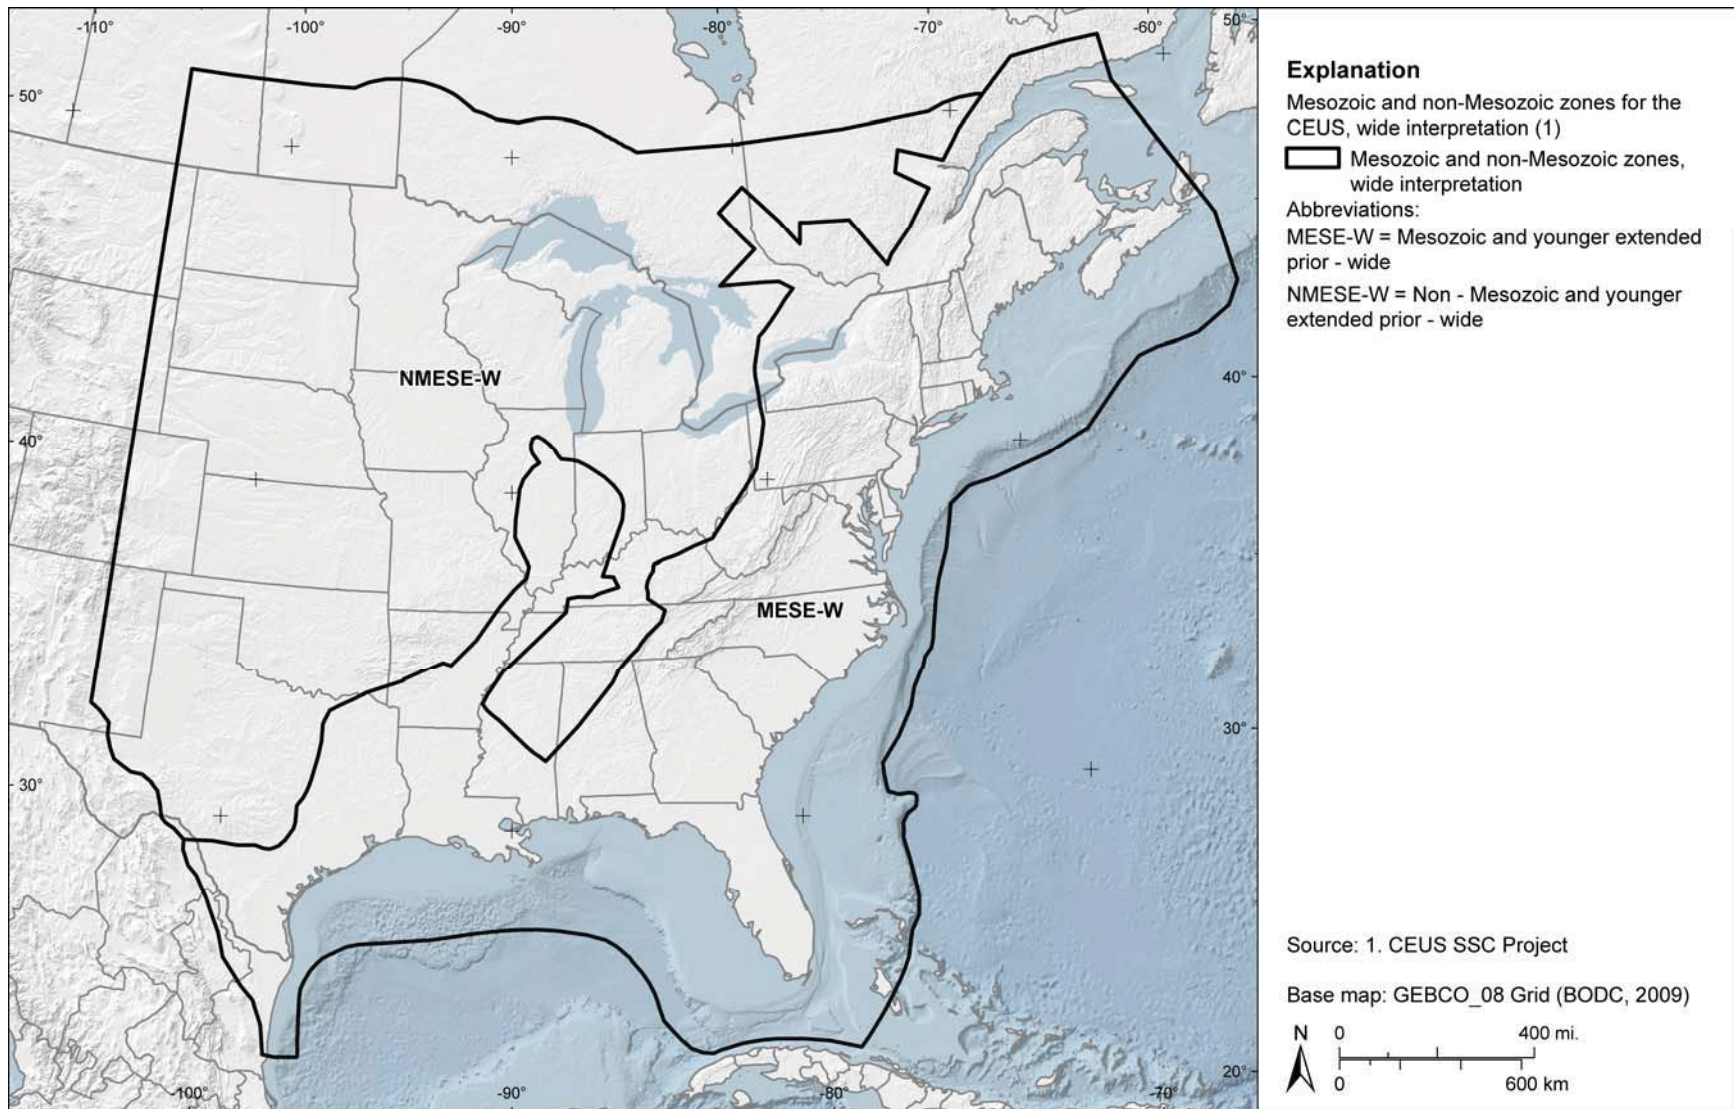 -110°
-100°
-90°
-80°
-70°
-60°
50°
50°
40°
40°
30°
30°
20°
-100°
-90°
-70°
NMESE-W
MESE-W
Explanation
Mesozoic and non-Mesozoic zones for the
CEUS, wide interpretation (1)
Mesozoic and non-Mesozoic zones,
wide interpretation
Abbreviations:
MESE-W = Mesozoic and younger extended
prior - wide
NMESE-W = Non - Mesozoic and younger
extended prior - wide
Source: 1. CEUS SSC Project
Base map: GEBCO_08 Grid (BODC, 2009)
N
0 400 mi.
0 600 km